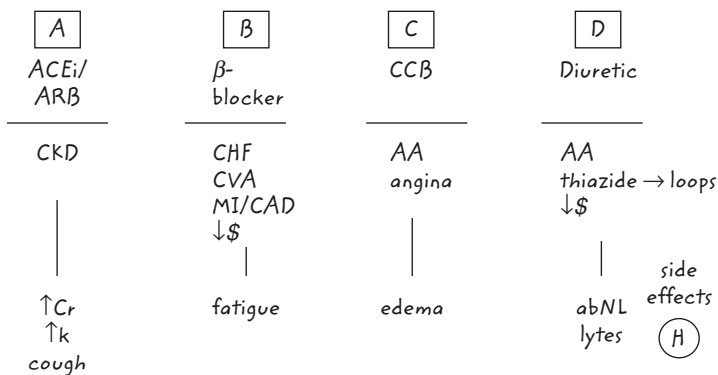 A
ACEi/
ARB
CKD
↑Cr
↑k
cough
B
β-
blocker
CHF
CVA
MI/CAD
↓$
fatigue
C
CCB
AA
angina
edema
D
Diuretic
AA
thiazide → loops
↓$
abNL
lytes
side
effects
H